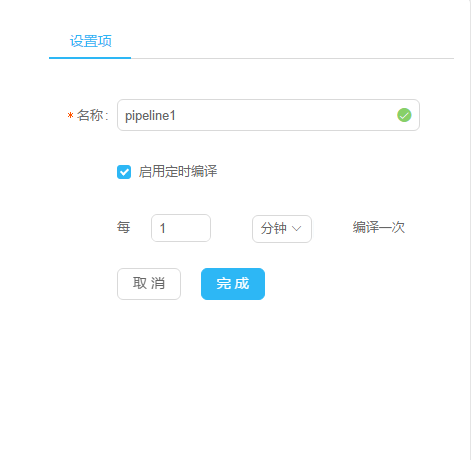 设置项
* 名称: pipeline1
启用定时编译
每 1 分钟 编译一次
取 消 完 成